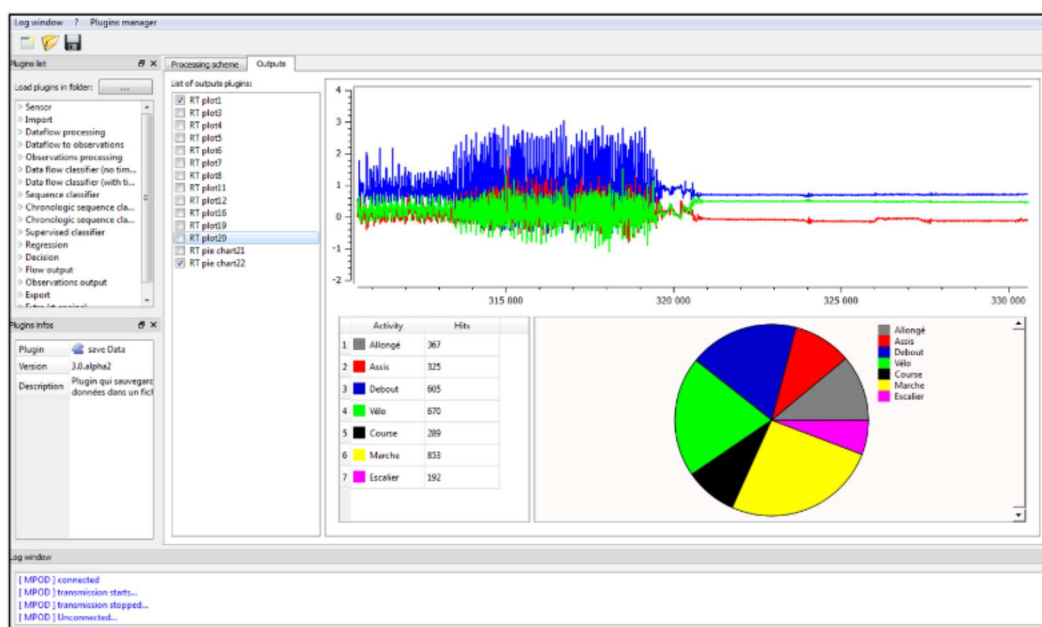 Log window ? Plugins manager
Plugins list
Load plugins in folder: ...
Sensor
Import
Dataflow processing
Dataflow to observations
Observations processing
Data flow classifier (no tim...
Data flow classifier (with ti...
Sequence classifier
Chronologic sequence cla...
Chronologic sequence cla...
Supervised classifier
Regression
Decision
Flow output
Observations output
Export
Plugins infos
Plugin save Data
Version 3.0.alpha2
Description Plugin qui sauvegard
données dans un fich
Processing scheme Outputs
List of outputs plugins:
RT plot1
RT plot3
RT plot4
RT plot5
RT plot6
RT plot7
RT plot8
RT plot11
RT plot12
RT plot16
RT plot19
RT plot20
RT pie chart21
RT pie chart22
4
3
2
1
0
-1
-2
315 000 320 000 325 000 330 000
Activity Hits
1 Allongé 367
2 Assis 325
3 Debout 605
4 Vélo 670
5 Course 289
6 Marche 853
7 Escalier 192
Allongé
Assis
Debout
Vélo
Course
Marche
Escalier
Log window
[ MPOD ] connected
[ MPOD ] transmission starts...
[ MPOD ] transmission stopped...
[ MPOD ] Unconnected...